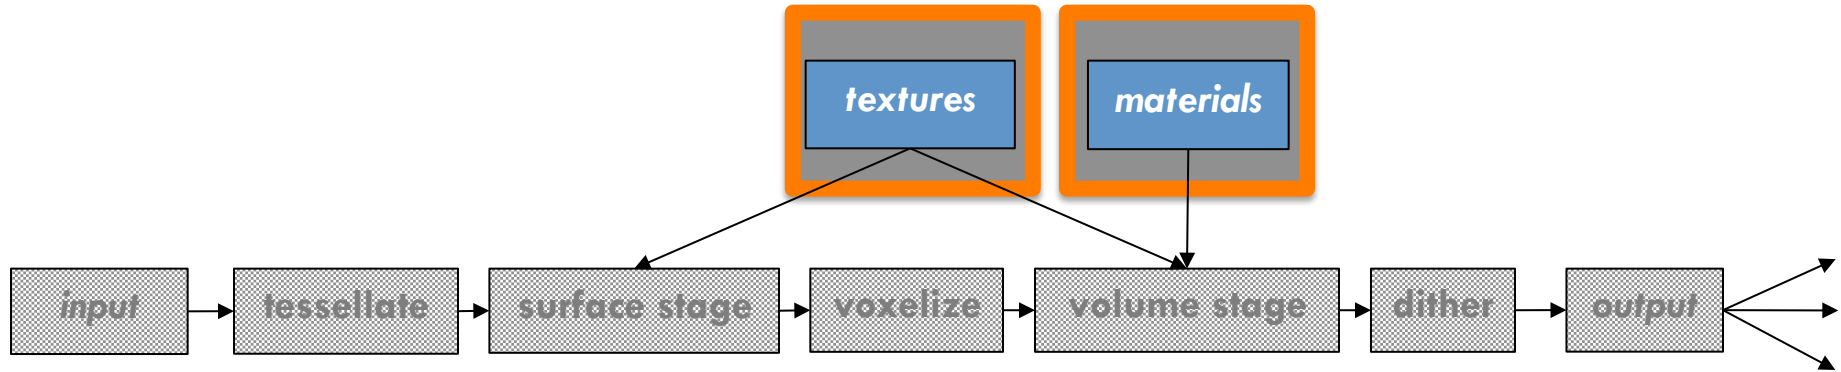 textures
materials
input
tessellate
surface stage
voxelize
volume stage
dither
output